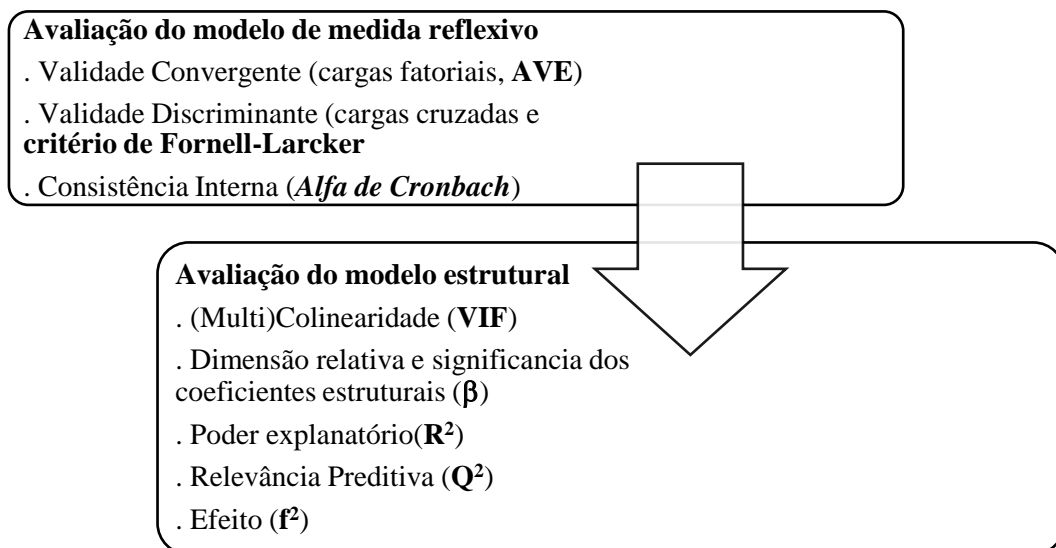 Avaliação do modelo de medida reflexivo
. Validade Convergente (cargas fatoriais, AVE)
. Validade Discriminante (cargas cruzadas e
critério de Fornell-Larcker
. Consistência Interna (Alfa de Cronbach)
Avaliação do modelo estrutural
. (Multi)Colinearidade (VIF)
. Dimensão relativa e significancia dos
coeficientes estruturais (β)
. Poder explanatório(R²)
. Relevância Preditiva (Q²)
. Efeito (f²)